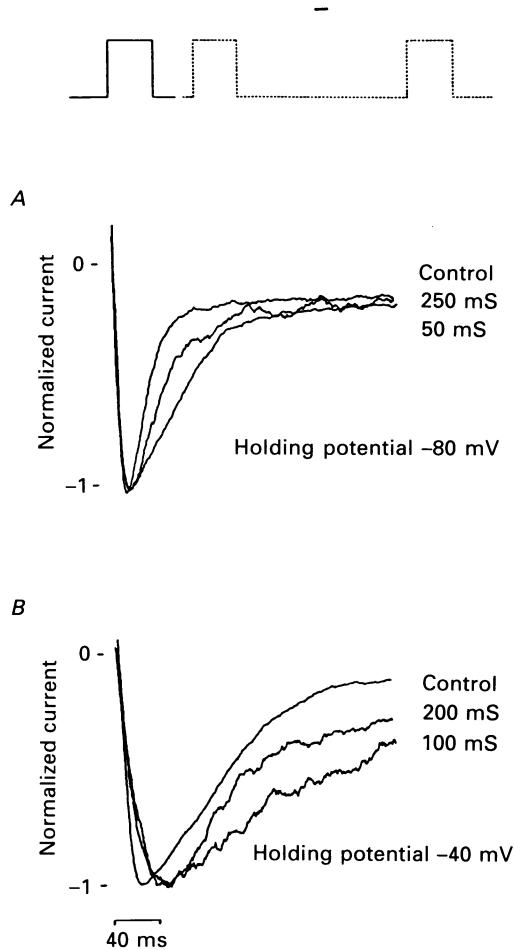 A
0 -
Normalized current
Control
250 mS
50 mS
Holding potential –80 mV
–1 -
B
0 -
Normalized current
Control
200 mS
100 mS
Holding potential –40 mV
–1 -
40 ms